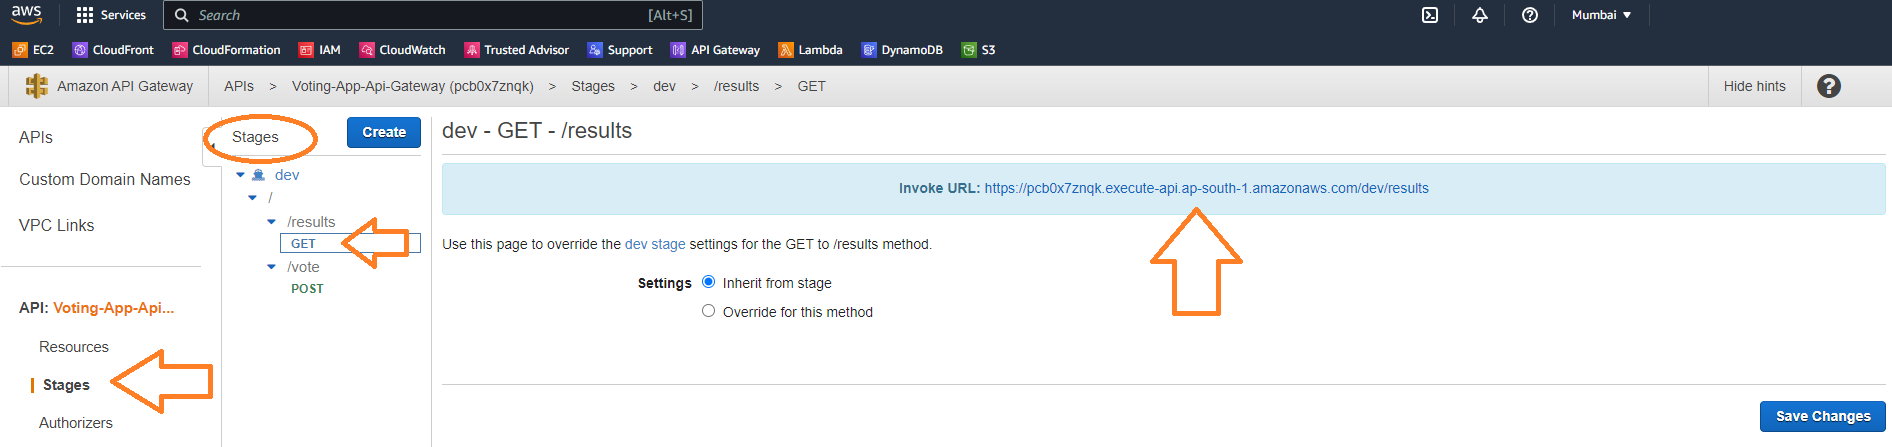 aws Services Search [Alt+S] Mumbai
EC2 CloudFront CloudFormation IAM CloudWatch Trusted Advisor Support API Gateway Lambda DynamoDB S3
Amazon API Gateway APIs > Voting-App-Api-Gateway (pcb0x7znqk) > Stages > dev > /results > GET Hide hints ?
APIs
Custom Domain Names
VPC Links
API: Voting-App-Api...
Resources
Stages
Authorizers
Stages Create
dev
/
/results
GET
/vote
POST
dev - GET - /results
Invoke URL: https://pcb0x7znqk.execute-api.ap-south-1.amazonaws.com/dev/results
Use this page to override the dev stage settings for the GET to /results method.
Settings Inherit from stage
Override for this method
Save Changes